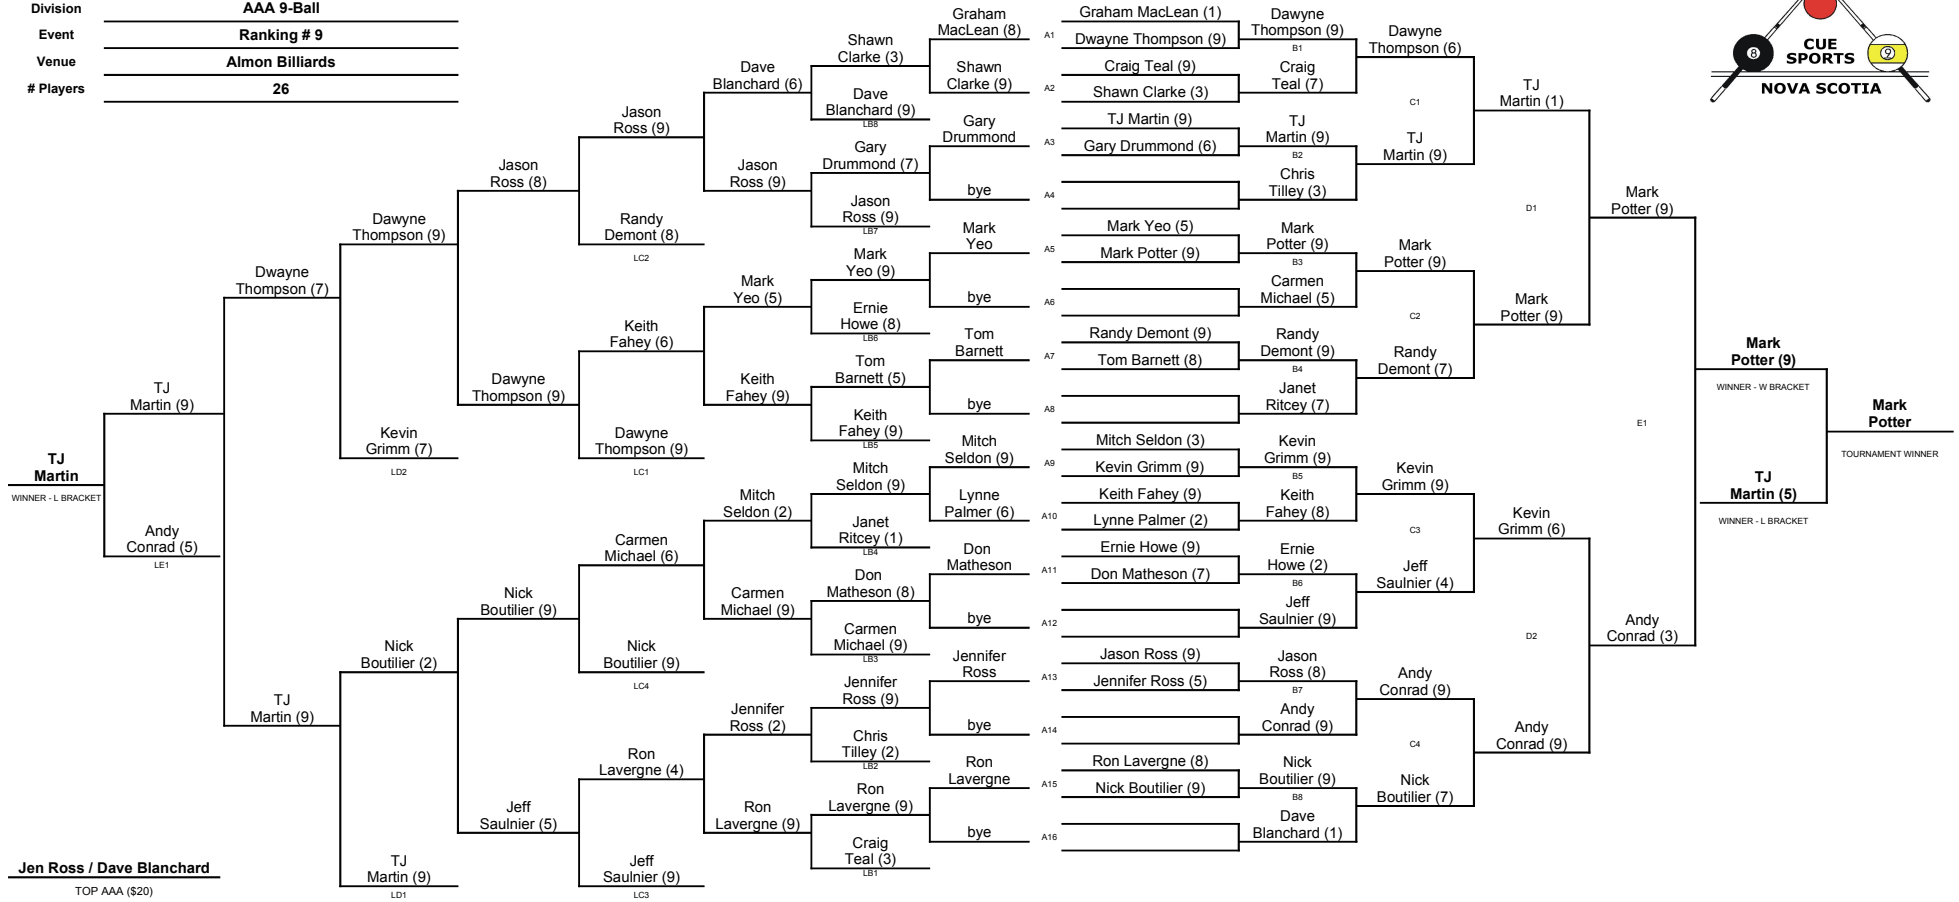 Division AAA 9-Ball
Event Ranking # 9
Venue Almon Billiards
# Players 26
8
9
CUE
SPORTS
NOVA SCOTIA
TJ
Martin
WINNER - L BRACKET
TJ
Martin (9)
Andy
Conrad (5)
LE1
Dwayne
Thompson (7)
TJ
Martin (9)
Dawyne
Thompson (9)
Kevin
Grimm (7)
LD2
Nick
Boutilier (2)
TJ
Martin (9)
LD1
Jason
Ross (8)
Dawyne
Thompson (9)
Nick
Boutilier (9)
Jeff
Saulnier (5)
Jason
Ross (9)
Randy
Demont (8)
LC2
Keith
Fahey (6)
Dawyne
Thompson (9)
LC1
Carmen
Michael (6)
Nick
Boutilier (9)
LC4
Ron
Lavergne (4)
Jeff
Saulnier (9)
LC3
Dave
Blanchard (6)
Jason
Ross (9)
Mark
Yeo (5)
Keith
Fahey (9)
Mitch
Seldon (2)
Carmen
Michael (9)
Jennifer
Ross (2)
Ron
Lavergne (9)
Shawn
Clarke (3)
Dave
Blanchard (9)
LB8
Gary
Drummond (7)
Jason
Ross (9)
LB7
Mark
Yeo (9)
Ernie
Howe (8)
LB6
Tom
Barnett (5)
Keith
Fahey (9)
LB5
Mitch
Seldon (9)
Janet
Ritcey (1)
LB4
Don
Matheson (8)
Carmen
Michael (9)
LB3
Jennifer
Ross (9)
Chris
Tilley (2)
LB2
Ron
Lavergne (9)
Craig
Teal (3)
LB1
Graham
MacLean (8)
Shawn
Clarke (9)
Gary
Drummond
bye
Mark
Yeo
bye
Tom
Barnett
bye
Mitch
Seldon (9)
Lynne
Palmer (6)
Don
Matheson
bye
Jennifer
Ross
bye
Ron
Lavergne
bye
A1
A2
A3
A4
A5
A6
A7
A8
A9
A10
A11
A12
A13
A14
A15
A16
Graham MacLean (1)
Dwayne Thompson (9)
Craig Teal (9)
Shawn Clarke (3)
TJ Martin (9)
Gary Drummond (6)
Mark Yeo (5)
Mark Potter (9)
Randy Demont (9)
Tom Barnett (8)
Mitch Seldon (3)
Kevin Grimm (9)
Keith Fahey (9)
Lynne Palmer (2)
Ernie Howe (9)
Don Matheson (7)
Jason Ross (9)
Jennifer Ross (5)
Ron Lavergne (8)
Nick Boutilier (9)
Dawyne
Thompson (9)
B1
Craig
Teal (7)
TJ
Martin (9)
B2
Chris
Tilley (3)
Mark
Potter (9)
B3
Carmen
Michael (5)
Randy
Demont (9)
B4
Janet
Ritcey (7)
Kevin
Grimm (9)
B5
Keith
Fahey (8)
Ernie
Howe (2)
B6
Jeff
Saulnier (9)
Jason
Ross (8)
B7
Andy
Conrad (9)
Nick
Boutilier (9)
B8
Dave
Blanchard (1)
Dawyne
Thompson (6)
C1
TJ
Martin (9)
Mark
Potter (9)
C2
Randy
Demont (7)
Kevin
Grimm (9)
C3
Jeff
Saulnier (4)
Andy
Conrad (9)
C4
Nick
Boutilier (7)
TJ
Martin (1)
D1
Mark
Potter (9)
Kevin
Grimm (6)
D2
Andy
Conrad (9)
Mark
Potter (9)
E1
Andy
Conrad (3)
Mark
Potter (9)
WINNER - W BRACKET
TJ
Martin (5)
WINNER - L BRACKET
Mark
Potter
TOURNAMENT WINNER
Jen Ross / Dave Blanchard
TOP AAA ($20)